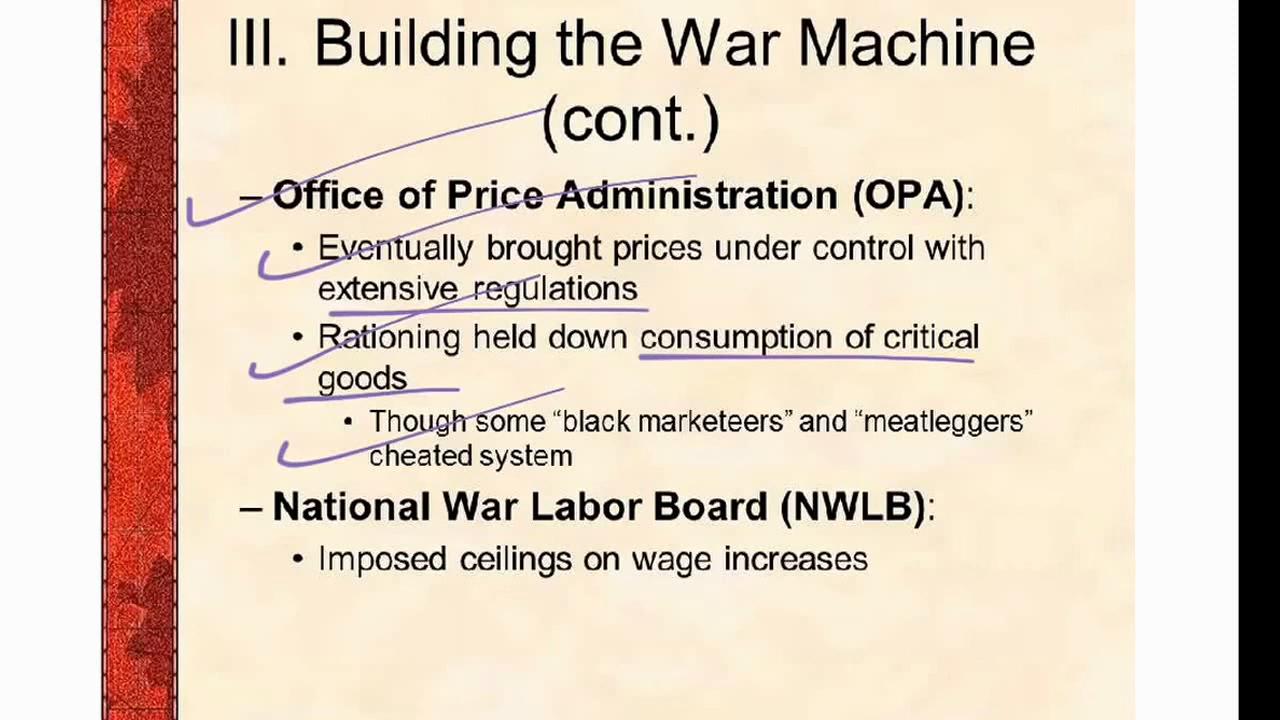 III. Building the War Machine
(cont.)
– Office of Price Administration (OPA):
• Eventually brought prices under control with
extensive regulations
• Rationing held down consumption of critical
goods
• Though some “black marketeers” and “meatleggers”
cheated system
– National War Labor Board (NWLB):
• Imposed ceilings on wage increases